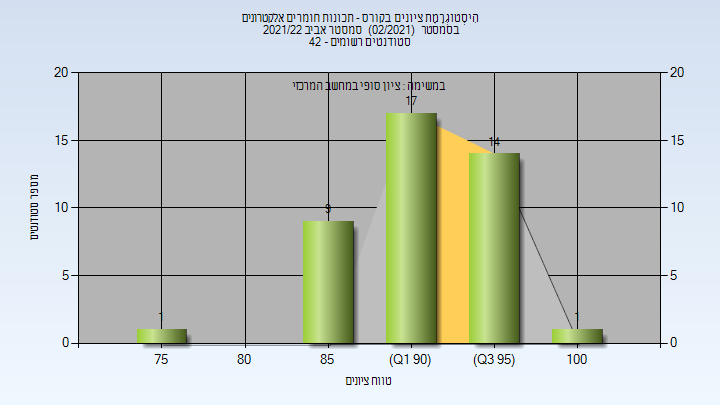 הִיסְטוֹגְרַמַת ציונים בקורס - תכונות חומרים אלקטרונים
בסמסטר (02/2021) סמסטר אביב 2021/22
סטודנטים רשומים - 42
במשימה : ציון סופי במחשב המרכזי
מספר סטודנטים
20
15
10
5
0
20
15
10
5
0
1
9
17
14
1
75
80
85
(Q1 90)
(Q3 95)
100
טווח ציונים